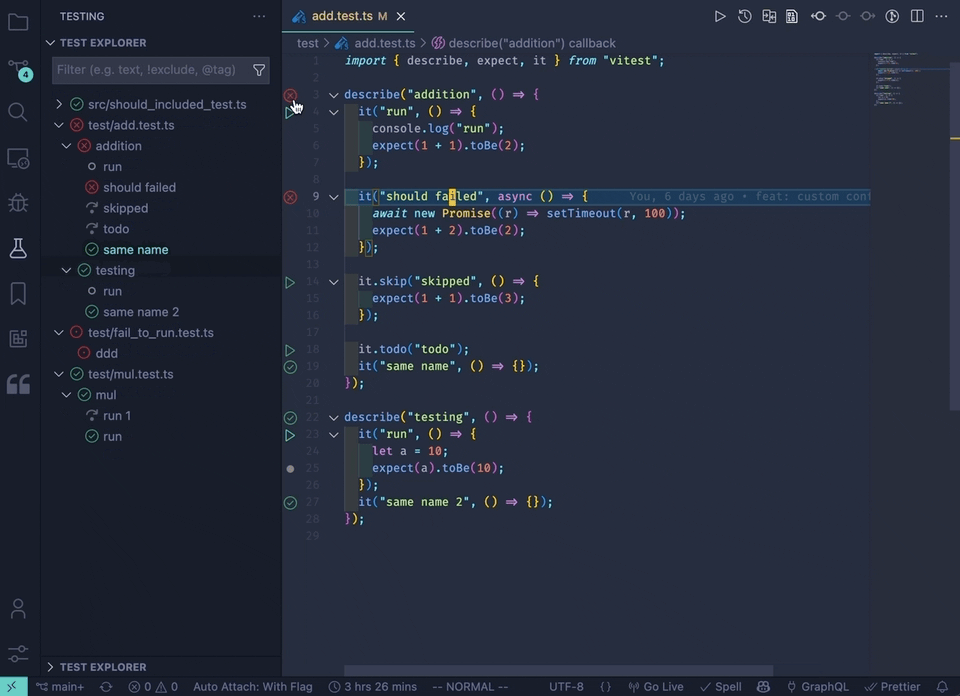 TESTING
add.test.ts M
TEST EXPLORER
test > add.test.ts > describe("addition") callback
Filter (e.g. text, !exclude, @tag)
4
src/should_included_test.ts
test/add.test.ts
addition
run
should failed
skipped
todo
same name
testing
run
same name 2
test/fail_to_run.test.ts
ddd
test/mul.test.ts
mul
run 1
run
1 import { describe, expect, it } from "vitest";
2
3 describe("addition", () => {
4 it("run", () => {
5 console.log("run");
6 expect(1 + 1).toBe(2);
7 });
8
9 it("should failed", async () => { You, 6 days ago • feat: custom con
10 await new Promise((r) => setTimeout(r, 100));
11 expect(1 + 2).toBe(2);
12 });
13
14 it.skip("skipped", () => {
15 expect(1 + 1).toBe(3);
16 });
17
18 it.todo("todo");
19 it("same name", () => {});
20 });
21
22 describe("testing", () => {
23 it("run", () => {
24 let a = 10;
25 expect(a).toBe(10);
26 });
27 it("same name 2", () => {});
28 });
29
TEST EXPLORER
main+ 0 0 Auto Attach: With Flag 3 hrs 26 mins -- NORMAL -- UTF-8 {} Go Live Spell GraphQL Prettier